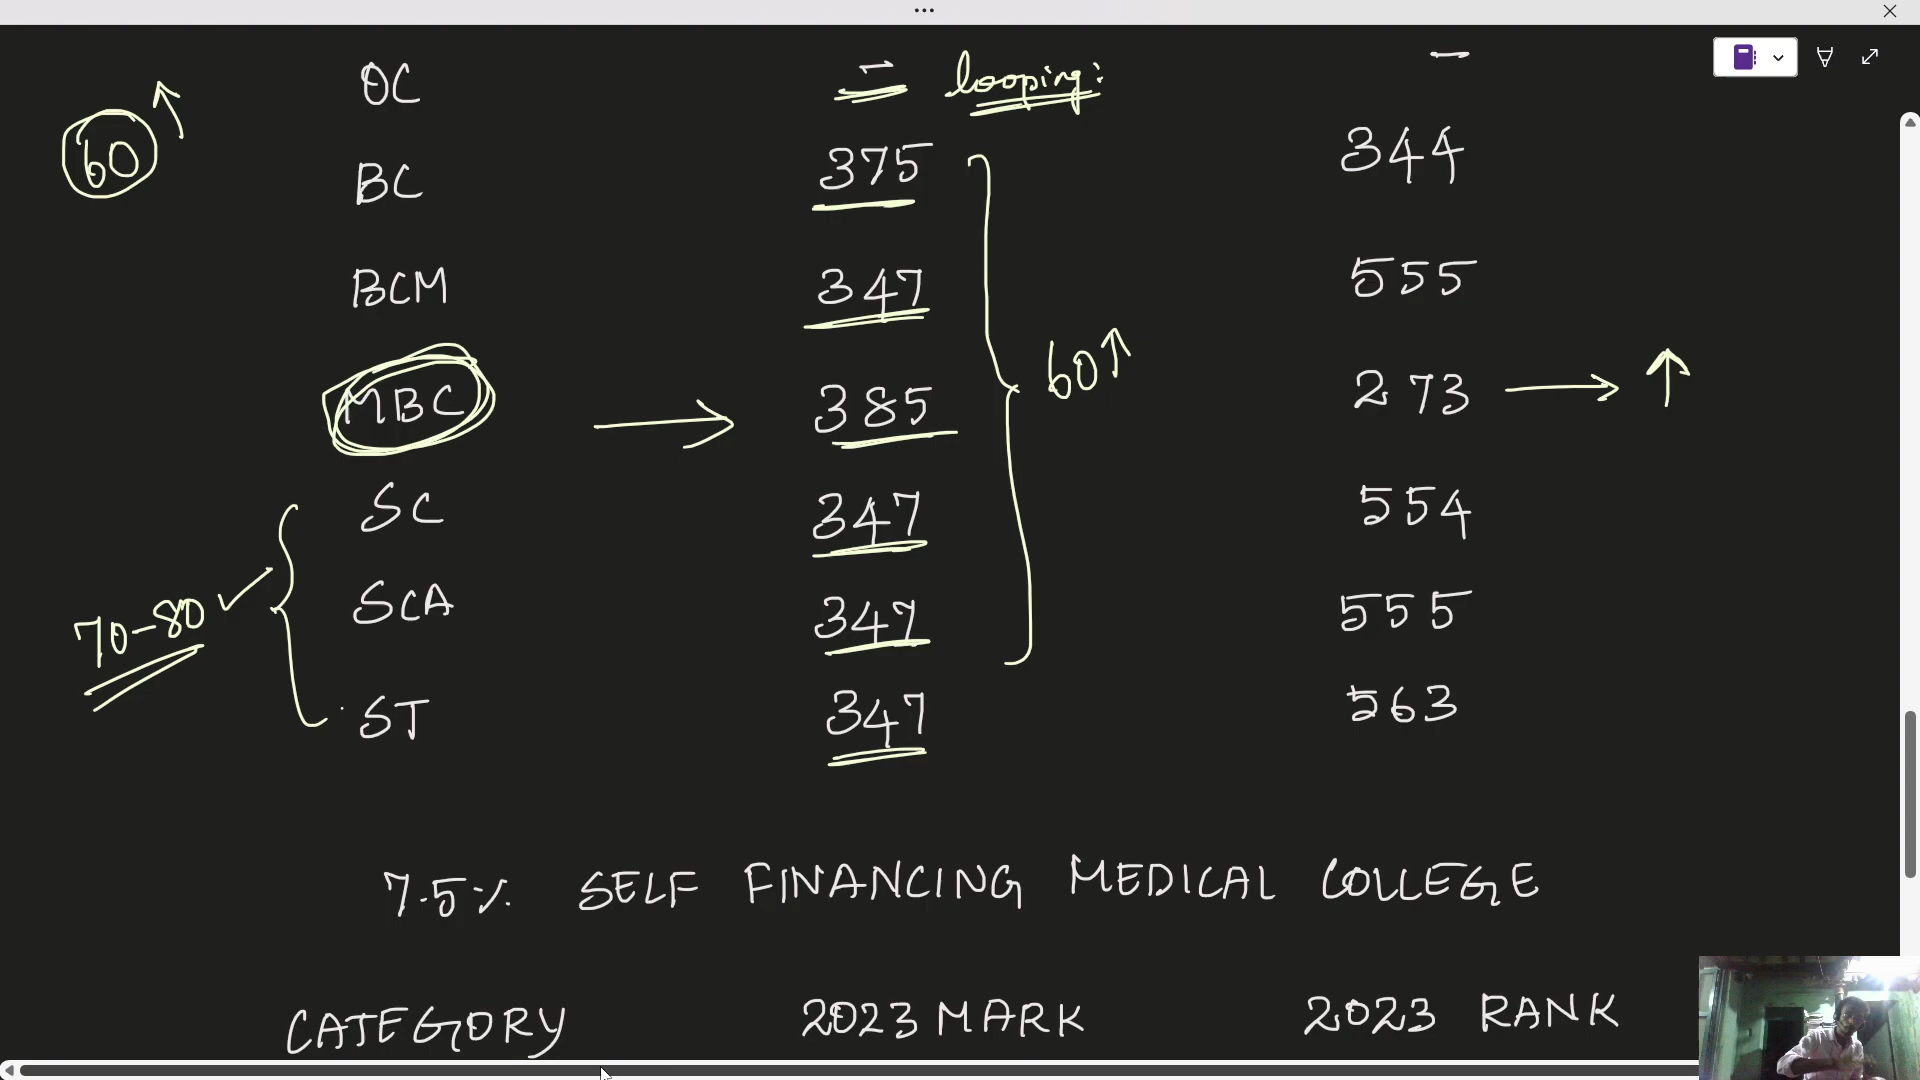 OC – looping: –
60 ↑
BC 375 344
BCM 347 555
60↑
MBC → 385 273 → ↑
SC 347 554
70-80 ✓
SCA 347 555
ST 347 563
7.5% SELF FINANCING MEDICAL COLLEGE
CATEGORY 2023 MARK 2023 RANK